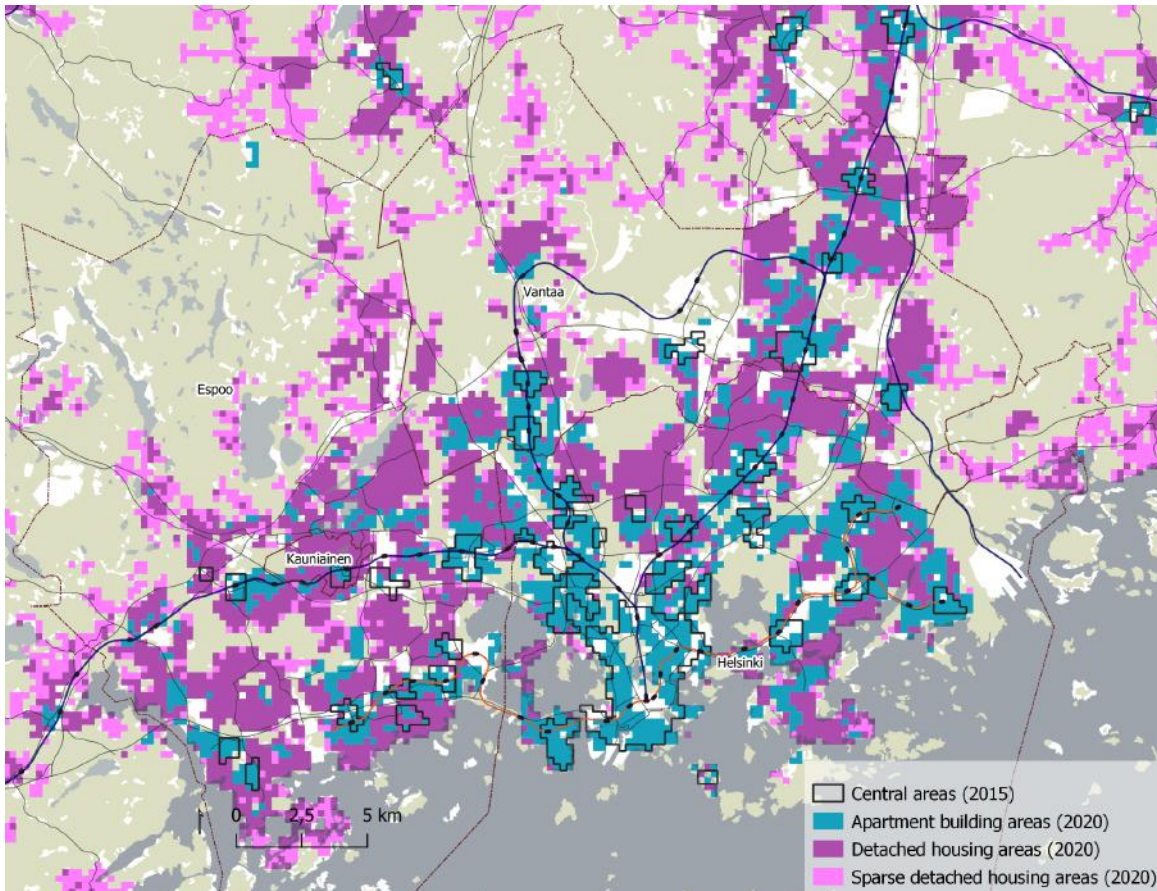 Vantaa
Espoo
Kauniainen
Helsinki
0 2,5 5 km
Central areas (2015)
Apartment building areas (2020)
Detached housing areas (2020)
Sparse detached housing areas (2020)